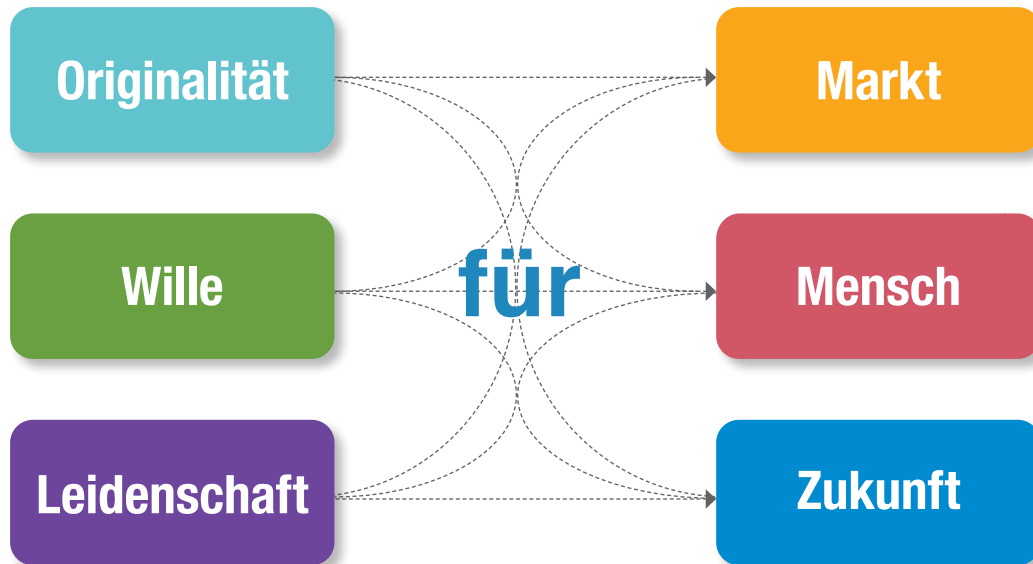 Originalität
Markt
Wille
für
Mensch
Leidenschaft
Zukunft